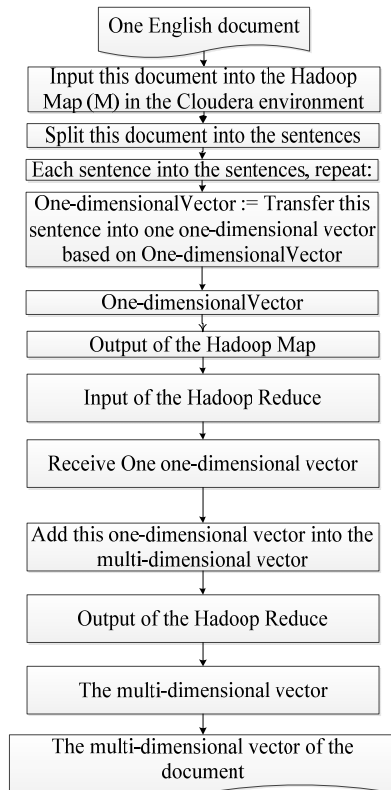 One English document
Input this document into the Hadoop
Map (M) in the Cloudera environment
Split this document into the sentences
Each sentence into the sentences, repeat:
One-dimensionalVector := Transfer this
sentence into one one-dimensional vector
based on One-dimensionalVector
One-dimensionalVector
Output of the Hadoop Map
Input of the Hadoop Reduce
Receive One one-dimensional vector
Add this one-dimensional vector into the
multi-dimensional vector
Output of the Hadoop Reduce
The multi-dimensional vector
The multi-dimensional vector of the
document